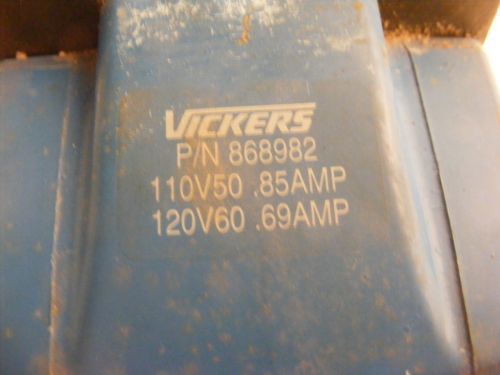 VICKERS
P/N 868982
110V50 .85AMP
120V60 .69AMP